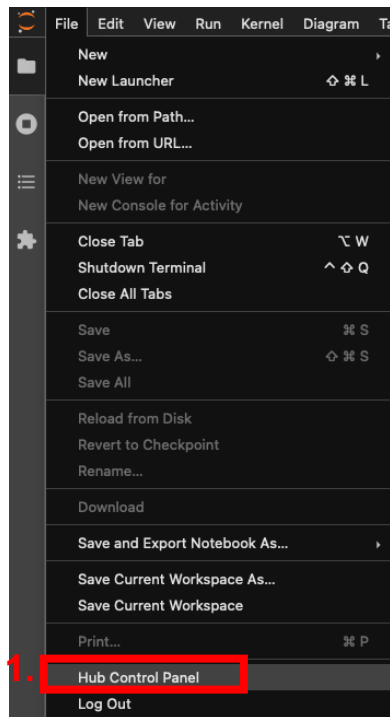 File Edit View Run Kernel Diagram
New
New Launcher ⇧ ⌘ L
Open from Path...
Open from URL...
New View for
New Console for Activity
Close Tab ⌥ W
Shutdown Terminal ^ ⇧ Q
Close All Tabs
Save ⌘ S
Save As... ⇧ ⌘ S
Save All
Reload from Disk
Revert to Checkpoint
Rename...
Download
Save and Export Notebook As...
Save Current Workspace As...
Save Current Workspace
Print... ⌘ P
1. Hub Control Panel
Log Out